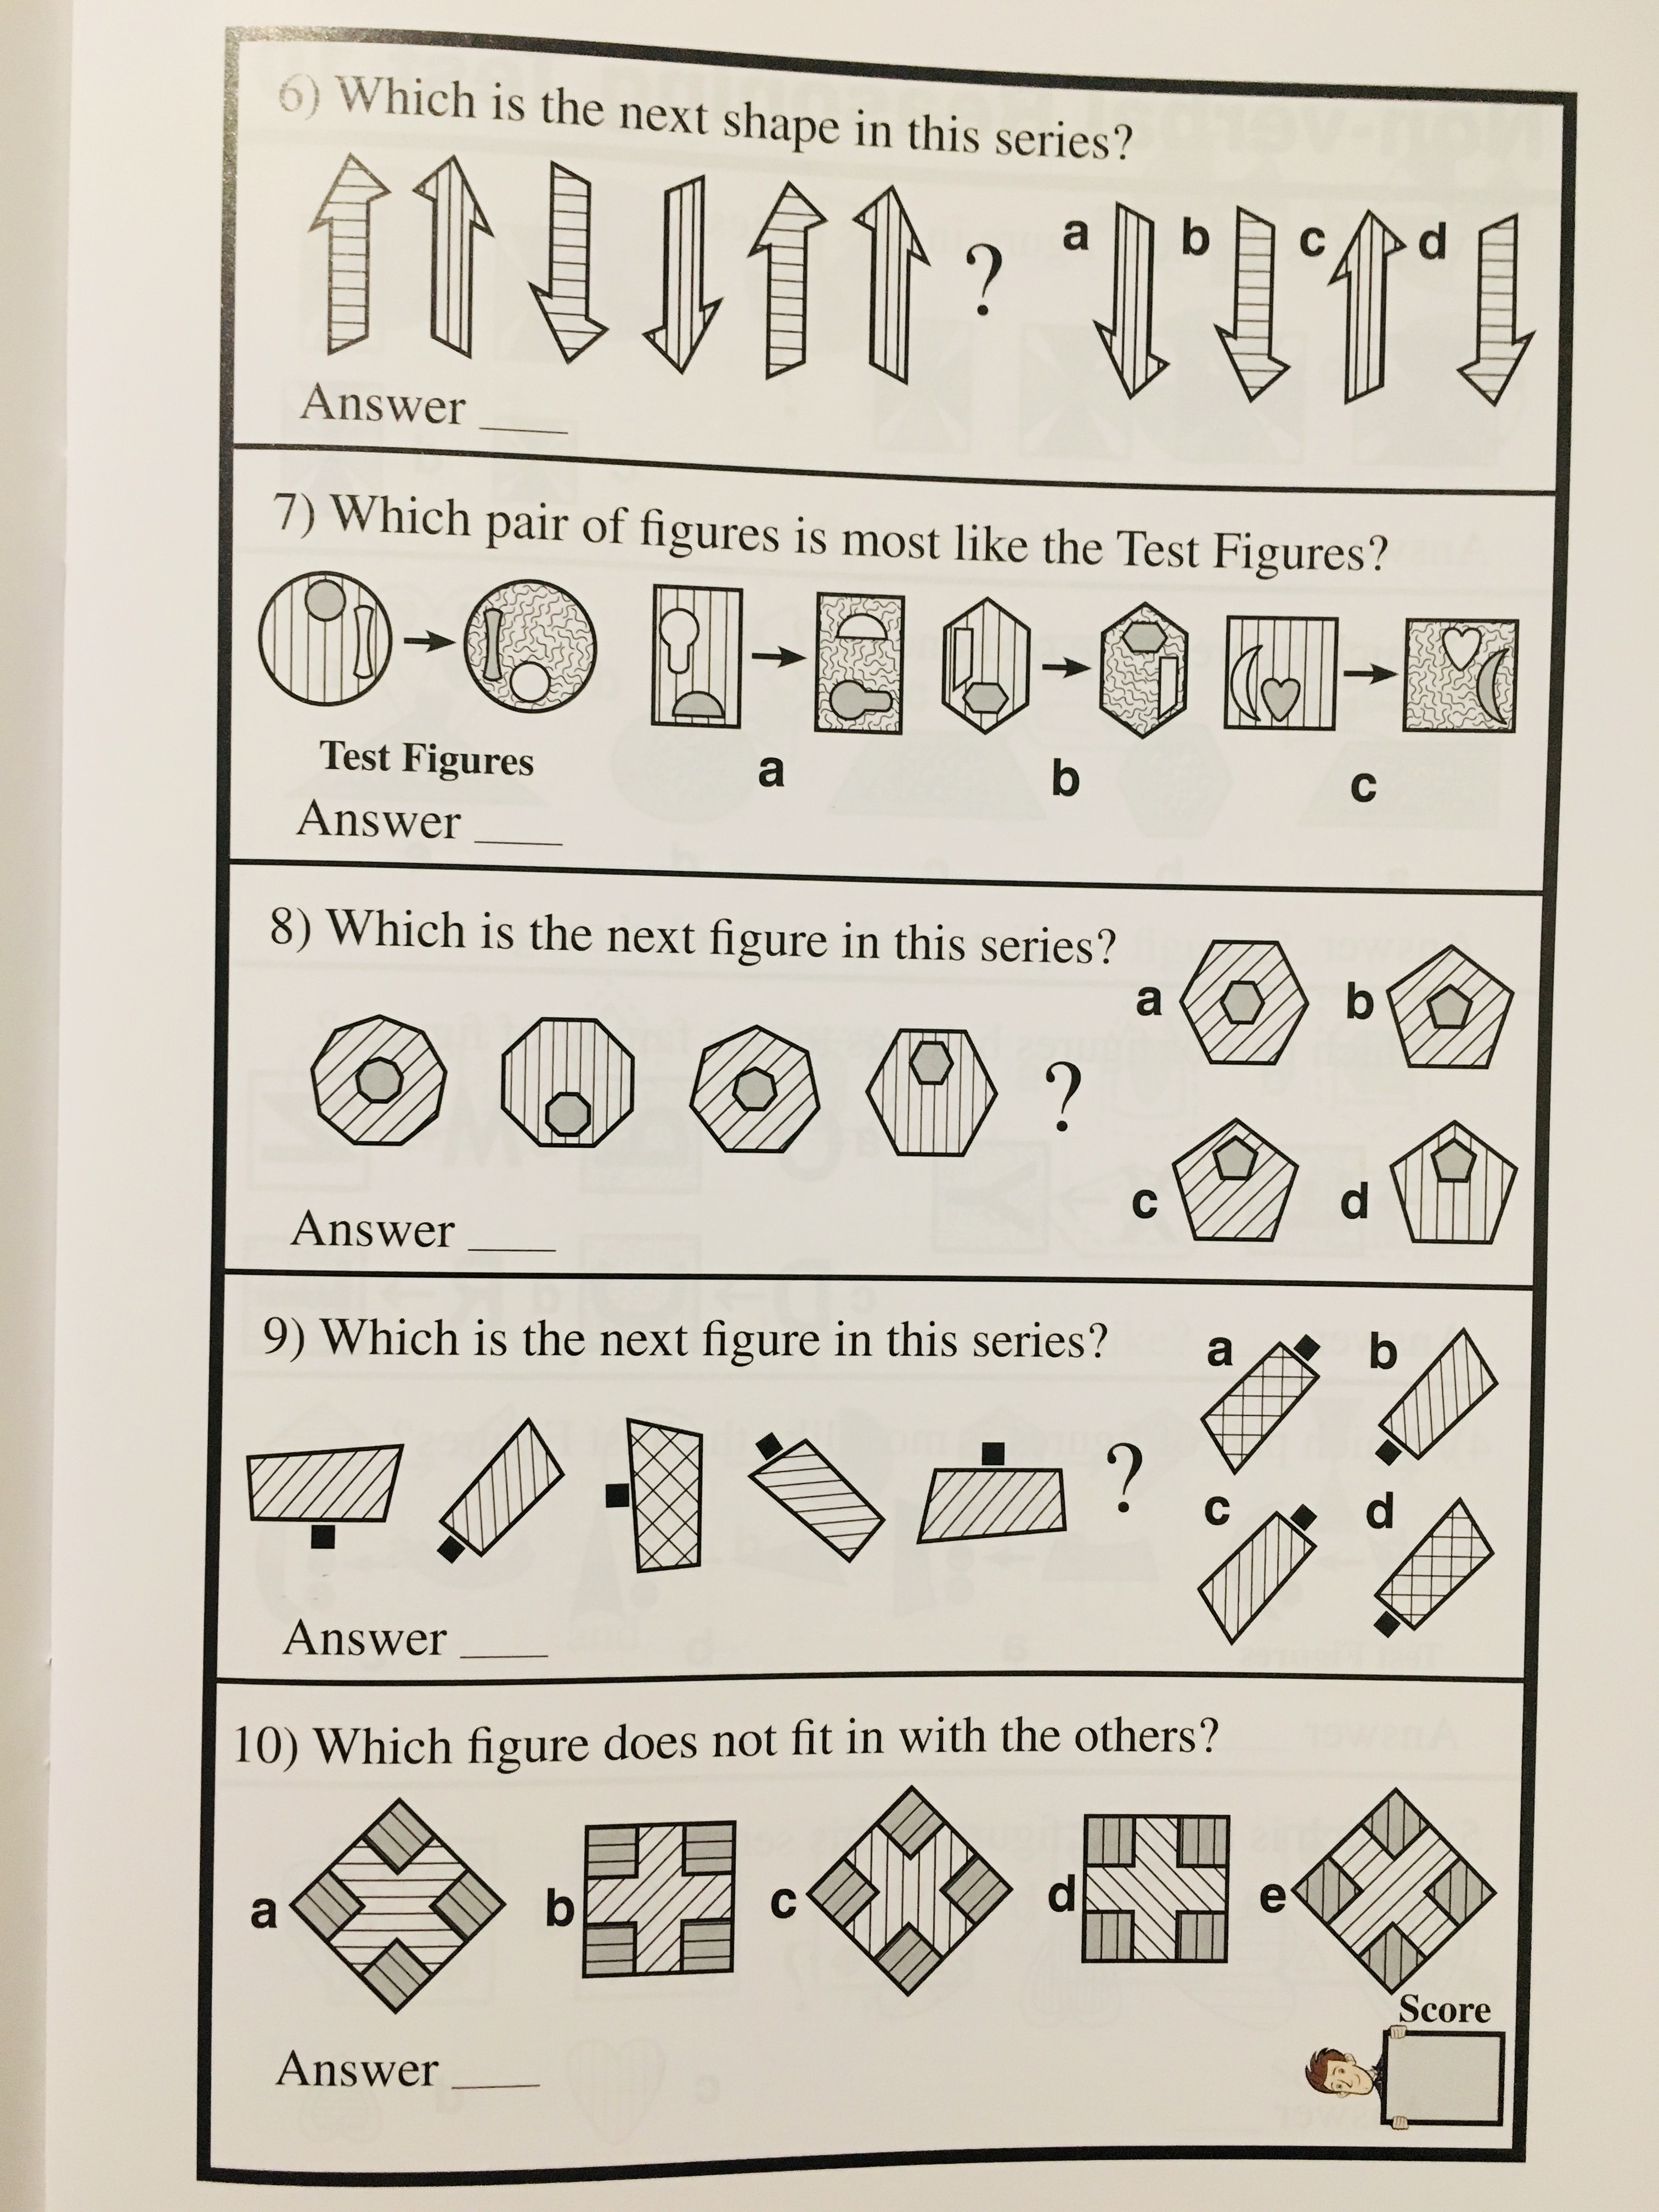 6) Which is the next shape in this series?
? a b c d
Answer ____
7) Which pair of figures is most like the Test Figures?
Test Figures a b c
Answer ____
8) Which is the next figure in this series?
a b
?
c d
Answer ____
9) Which is the next figure in this series?
a b
?
c d
Answer ____
10) Which figure does not fit in with the others?
a b c d e
Score
Answer ____